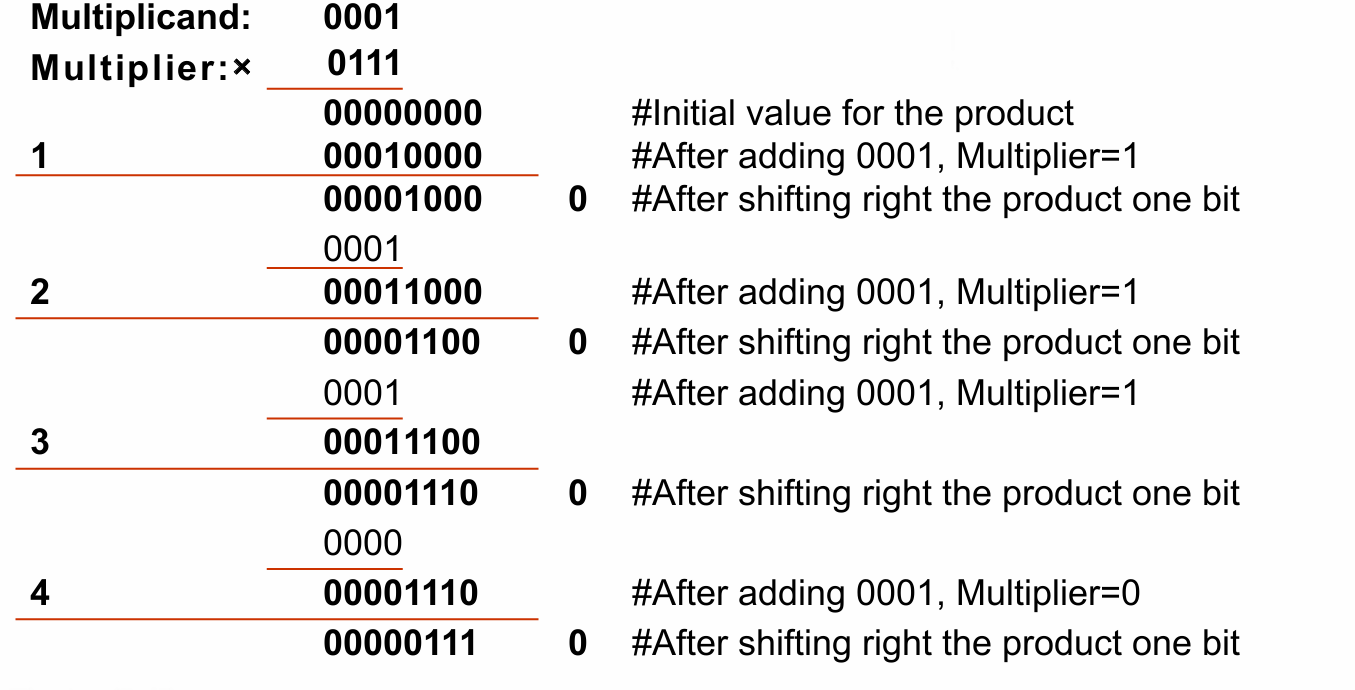 Multiplicand: 0001
Multiplier:× 0111
00000000 #Initial value for the product
1 00010000 #After adding 0001, Multiplier=1
00001000 0 #After shifting right the product one bit
0001
2 00011000 #After adding 0001, Multiplier=1
00001100 0 #After shifting right the product one bit
0001 #After adding 0001, Multiplier=1
3 00011100
00001110 0 #After shifting right the product one bit
0000
4 00001110 #After adding 0001, Multiplier=0
00000111 0 #After shifting right the product one bit